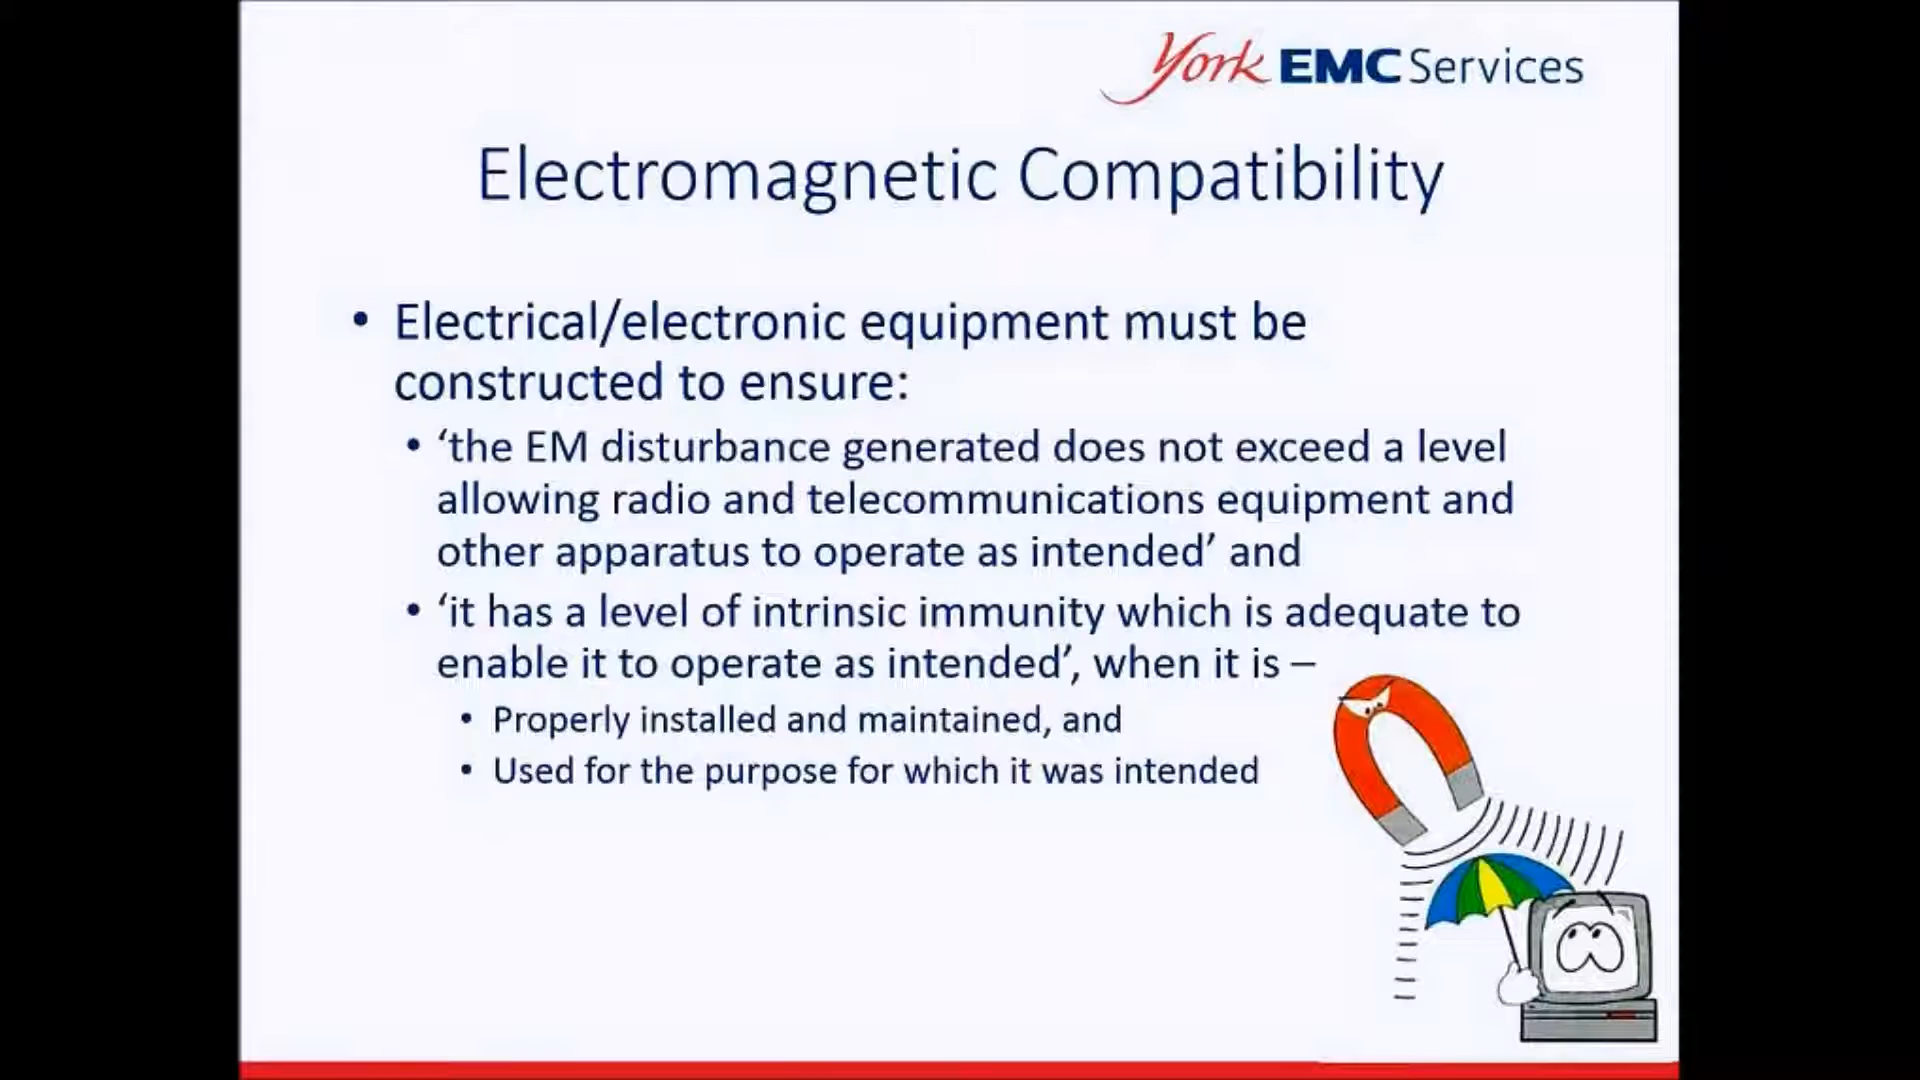 York EMC Services
Electromagnetic Compatibility
• Electrical/electronic equipment must be
constructed to ensure:
• ‘the EM disturbance generated does not exceed a level
allowing radio and telecommunications equipment and
other apparatus to operate as intended’ and
• ‘it has a level of intrinsic immunity which is adequate to
enable it to operate as intended’, when it is –
• Properly installed and maintained, and
• Used for the purpose for which it was intended